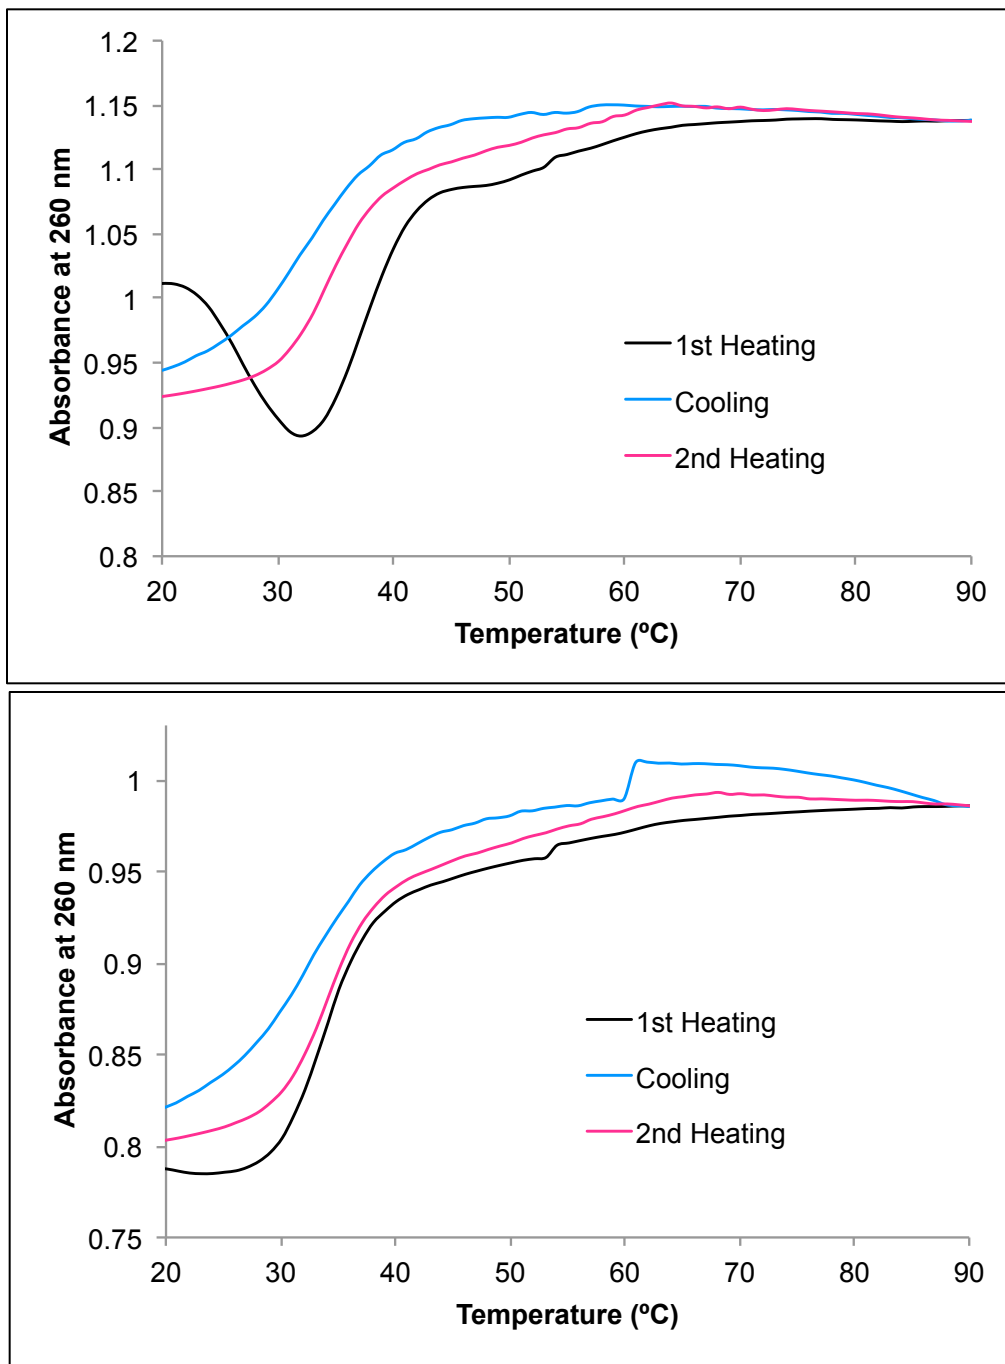 1.2
1.15
1.1
1.05
1
0.95
0.9
0.85
0.8
Absorbance at 260 nm
1st Heating
Cooling
2nd Heating
20 30 40 50 60 70 80 90
Temperature (ºC)
1
0.95
0.9
0.85
0.8
0.75
Absorbance at 260 nm
1st Heating
Cooling
2nd Heating
20 30 40 50 60 70 80 90
Temperature (ºC)